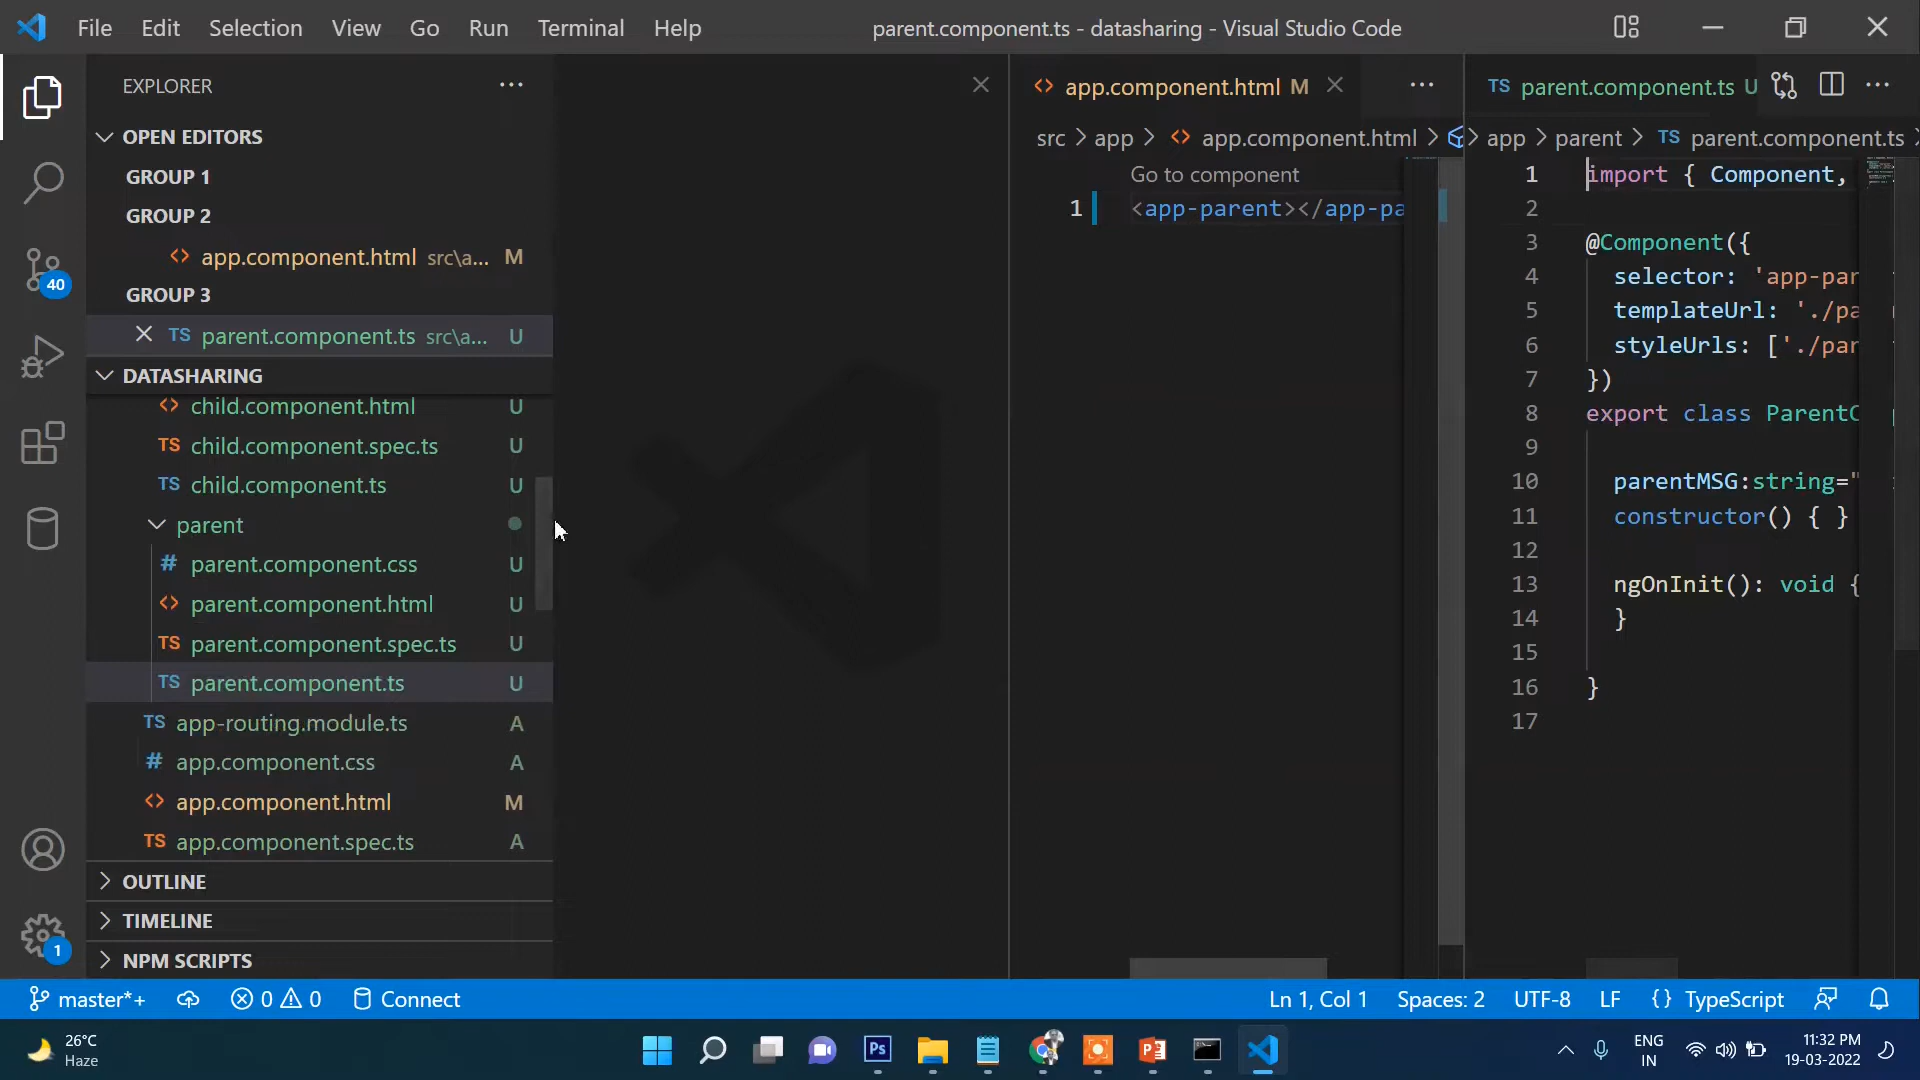 File Edit Selection View Go Run Terminal Help
parent.component.ts - datasharing - Visual Studio Code
EXPLORER
OPEN EDITORS
GROUP 1
GROUP 2
<> app.component.html src\a... M
GROUP 3
TS parent.component.ts src\a... U
DATASHARING
<> child.component.html U
TS child.component.spec.ts U
TS child.component.ts U
parent
# parent.component.css U
<> parent.component.html U
TS parent.component.spec.ts U
TS parent.component.ts U
TS app-routing.module.ts A
# app.component.css A
<> app.component.html M
TS app.component.spec.ts A
OUTLINE
TIMELINE
NPM SCRIPTS
40
1
<> app.component.html M
src > app > <> app.component.html >
Go to component
1 <app-parent></app-pa
TS parent.component.ts U
> app > parent > TS parent.component.ts
1 import { Component,
2
3 @Component({
4 selector: 'app-par
5 templateUrl: './pa
6 styleUrls: ['./par
7 })
8 export class ParentC
9
10 parentMSG:string="
11 constructor() { }
12
13 ngOnInit(): void {
14 }
15
16 }
17
master*+ 0 0 Connect
Ln 1, Col 1 Spaces: 2 UTF-8 LF {} TypeScript
26°C
Haze
Ps
P
ENG
IN
11:32 PM
19-03-2022